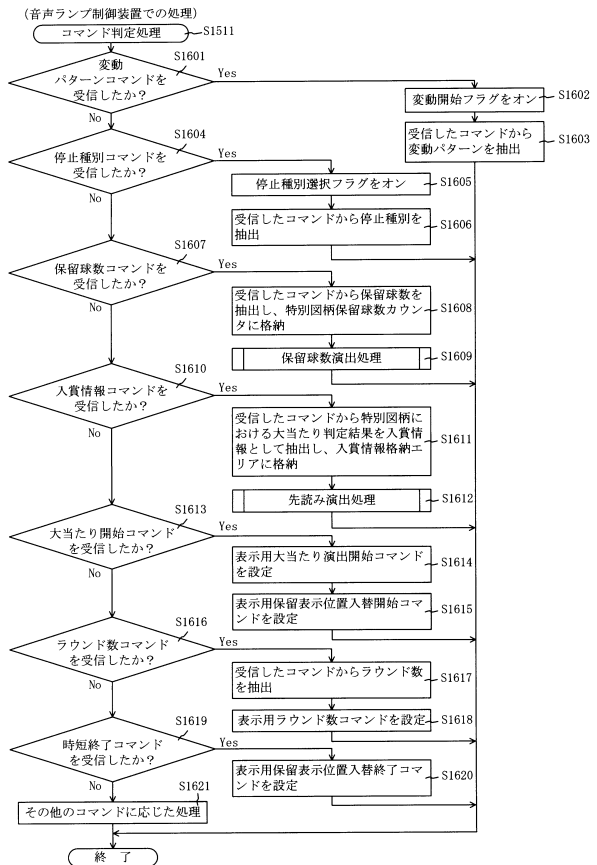 (音声ランプ制御装置での処理)
コマンド判定処理
S1511
変動
パターンコマンドを
受信したか?
S1601
Yes
No
変動開始フラグをオン
S1602
受信したコマンドから
変動パターンを抽出
S1603
停止種別コマンドを
受信したか?
S1604
Yes
No
停止種別選択フラグをオン
S1605
受信したコマンドから停止種別を
抽出
S1606
保留球数コマンドを
受信したか?
S1607
Yes
No
受信したコマンドから保留球数を
抽出し、特別図柄保留球数カウン
タに格納
S1608
保留球数演出処理
S1609
入賞情報コマンドを
受信したか?
S1610
Yes
No
受信したコマンドから特別図柄に
おける大当たり判定結果を入賞情
報として抽出し、入賞情報格納エ
リアに格納
S1611
先読み演出処理
S1612
大当たり開始コマンド
を受信したか?
S1613
Yes
No
表示用大当たり演出開始コマンド
を設定
S1614
表示用保留表示位置入替開始コマ
ンドを設定
S1615
ラウンド数コマンド
を受信したか?
S1616
Yes
No
受信したコマンドからラウンド数
を抽出
S1617
表示用ラウンド数コマンドを設定
S1618
時短終了コマンド
を受信したか?
S1619
Yes
No
表示用保留表示位置入替終了コマ
ンドを設定
S1620
S1621
その他のコマンドに応じた処理
終 了